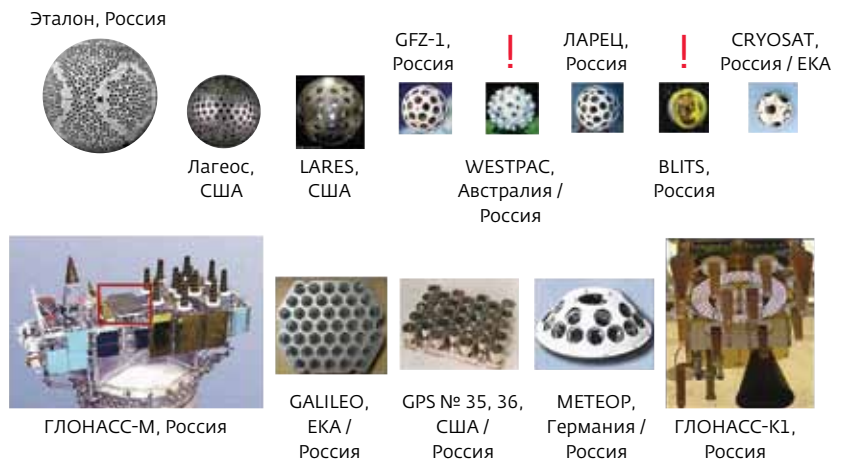 Эталон, Россия
GFZ-1,
Россия
!
ЛАРЕЦ,
Россия
!
CRYOSAT,
Россия / ЕКА
Лагеос,
США
LARES,
США
WESTPAC,
Австралия /
Россия
BLITS,
Россия
ГЛОНАСС-М, Россия
GALILEO,
ЕКА /
Россия
GPS № 35, 36,
США /
Россия
МЕТЕОР,
Германия /
Россия
ГЛОНАСС-К1,
Россия